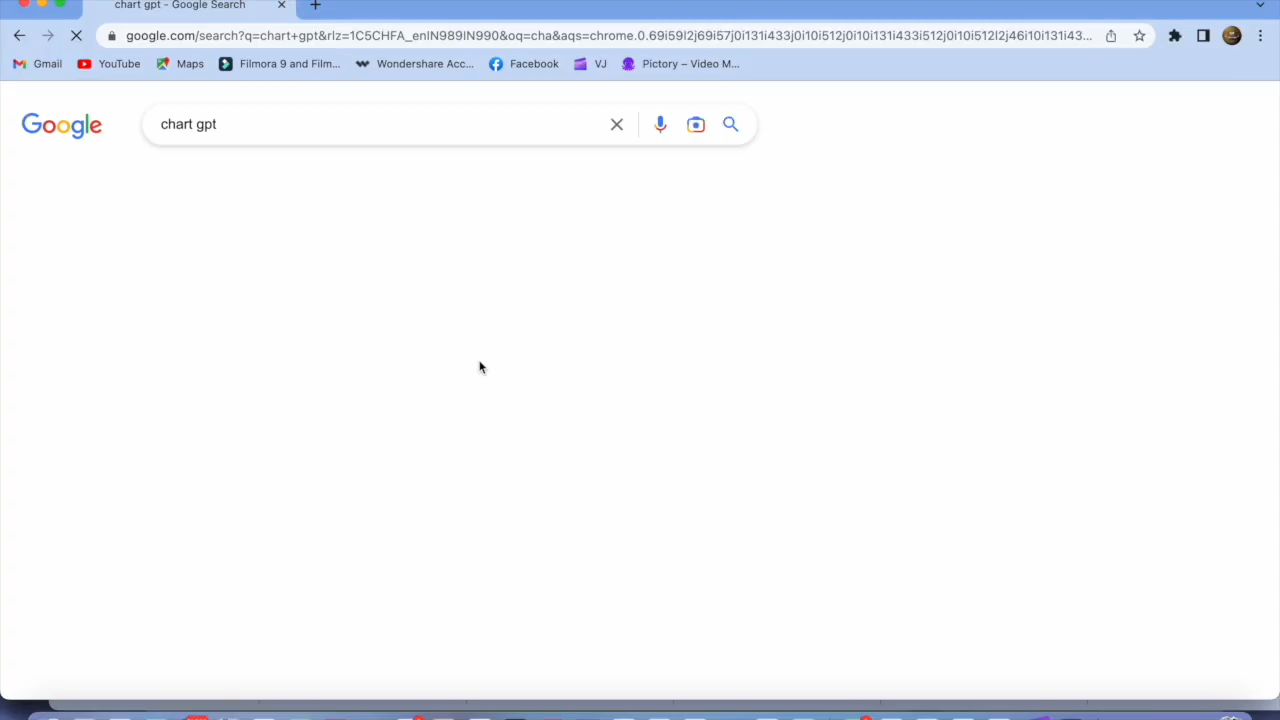 chart gpt - Google Search
google.com/search?q=chart+gpt&rlz=1C5CHFA_enIN989IN990&oq=cha&aqs=chrome.0.69i59l2j69i57j0i131i433j0i10i512j0i10i131i433i512j0i10i512l2j46i10i131i43...
Gmail YouTube Maps Filmora 9 and Film... Wondershare Acc... Facebook VJ Pictory – Video M...
Google chart gpt